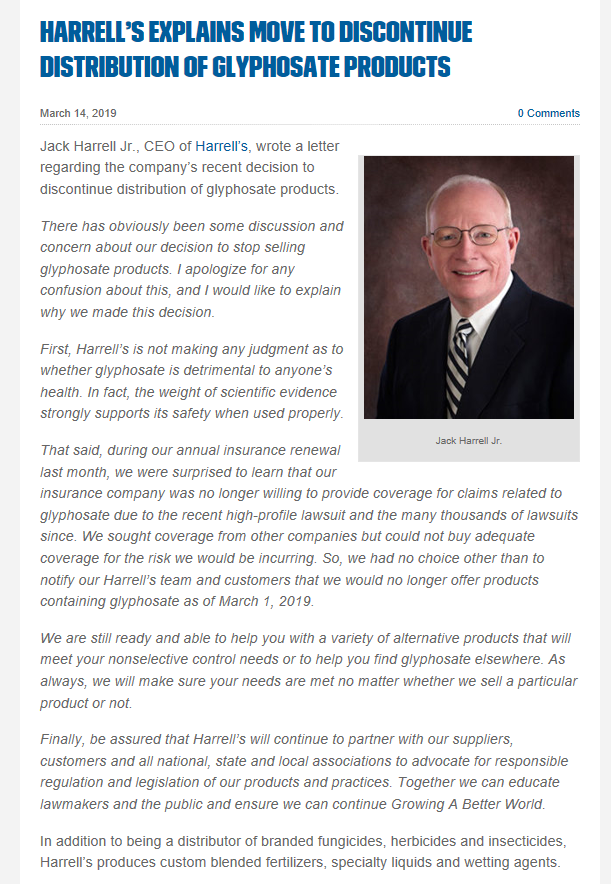 HARRELL'S EXPLAINS MOVE TO DISCONTINUE
DISTRIBUTION OF GLYPHOSATE PRODUCTS
March 14, 2019
0 Comments
Jack Harrell Jr., CEO of Harrell's, wrote a letter
regarding the company's recent decision to
discontinue distribution of glyphosate products.
There has obviously been some discussion and
concern about our decision to stop selling
glyphosate products. I apologize for any
confusion about this, and I would like to explain
why we made this decision.
First, Harrell's is not making any judgment as to
whether glyphosate is detrimental to anyone's
health. In fact, the weight of scientific evidence
strongly supports its safety when used properly.
Jack Harrell Jr.
That said, during our annual insurance renewal
last month, we were surprised to learn that our
insurance company was no longer willing to provide coverage for claims related to
glyphosate due to the recent high-profile lawsuit and the many thousands of lawsuits
since. We sought coverage from other companies but could not buy adequate
coverage for the risk we would be incurring. So, we had no choice other than to
notify our Harrell's team and customers that we would no longer offer products
containing glyphosate as of March 1, 2019.
We are still ready and able to help you with a variety of alternative products that will
meet your nonselective control needs or to help you find glyphosate elsewhere. As
always, we will make sure your needs are met no matter whether we sell a particular
product or not.
Finally, be assured that Harrell's will continue to partner with our suppliers,
customers and all national, state and local associations to advocate for responsible
regulation and legislation of our products and practices. Together we can educate
lawmakers and the public and ensure we can continue Growing A Better World.
In addition to being a distributor of branded fungicides, herbicides and insecticides,
Harrell's produces custom blended fertilizers, specialty liquids and wetting agents.